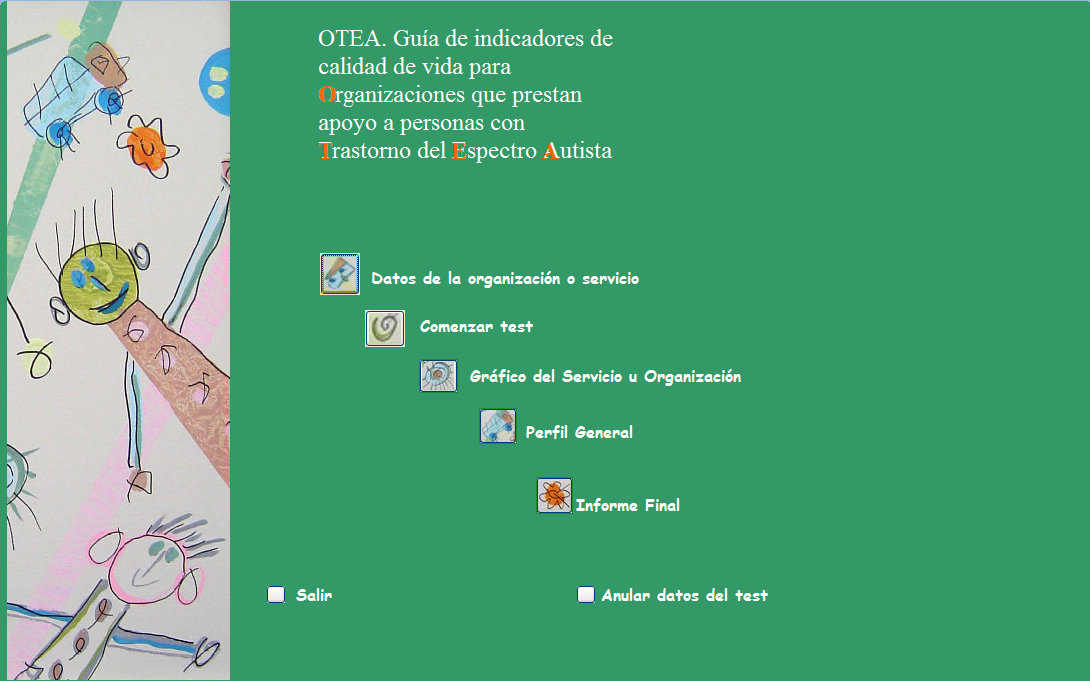 OTEA. Guía de indicadores de
calidad de vida para
Organizaciones que prestan
apoyo a personas con
Trastorno del Espectro Autista
Datos de la organización o servicio
Comenzar test
Gráfico del Servicio u Organización
Perfil General
Informe Final
Salir
Anular datos del test